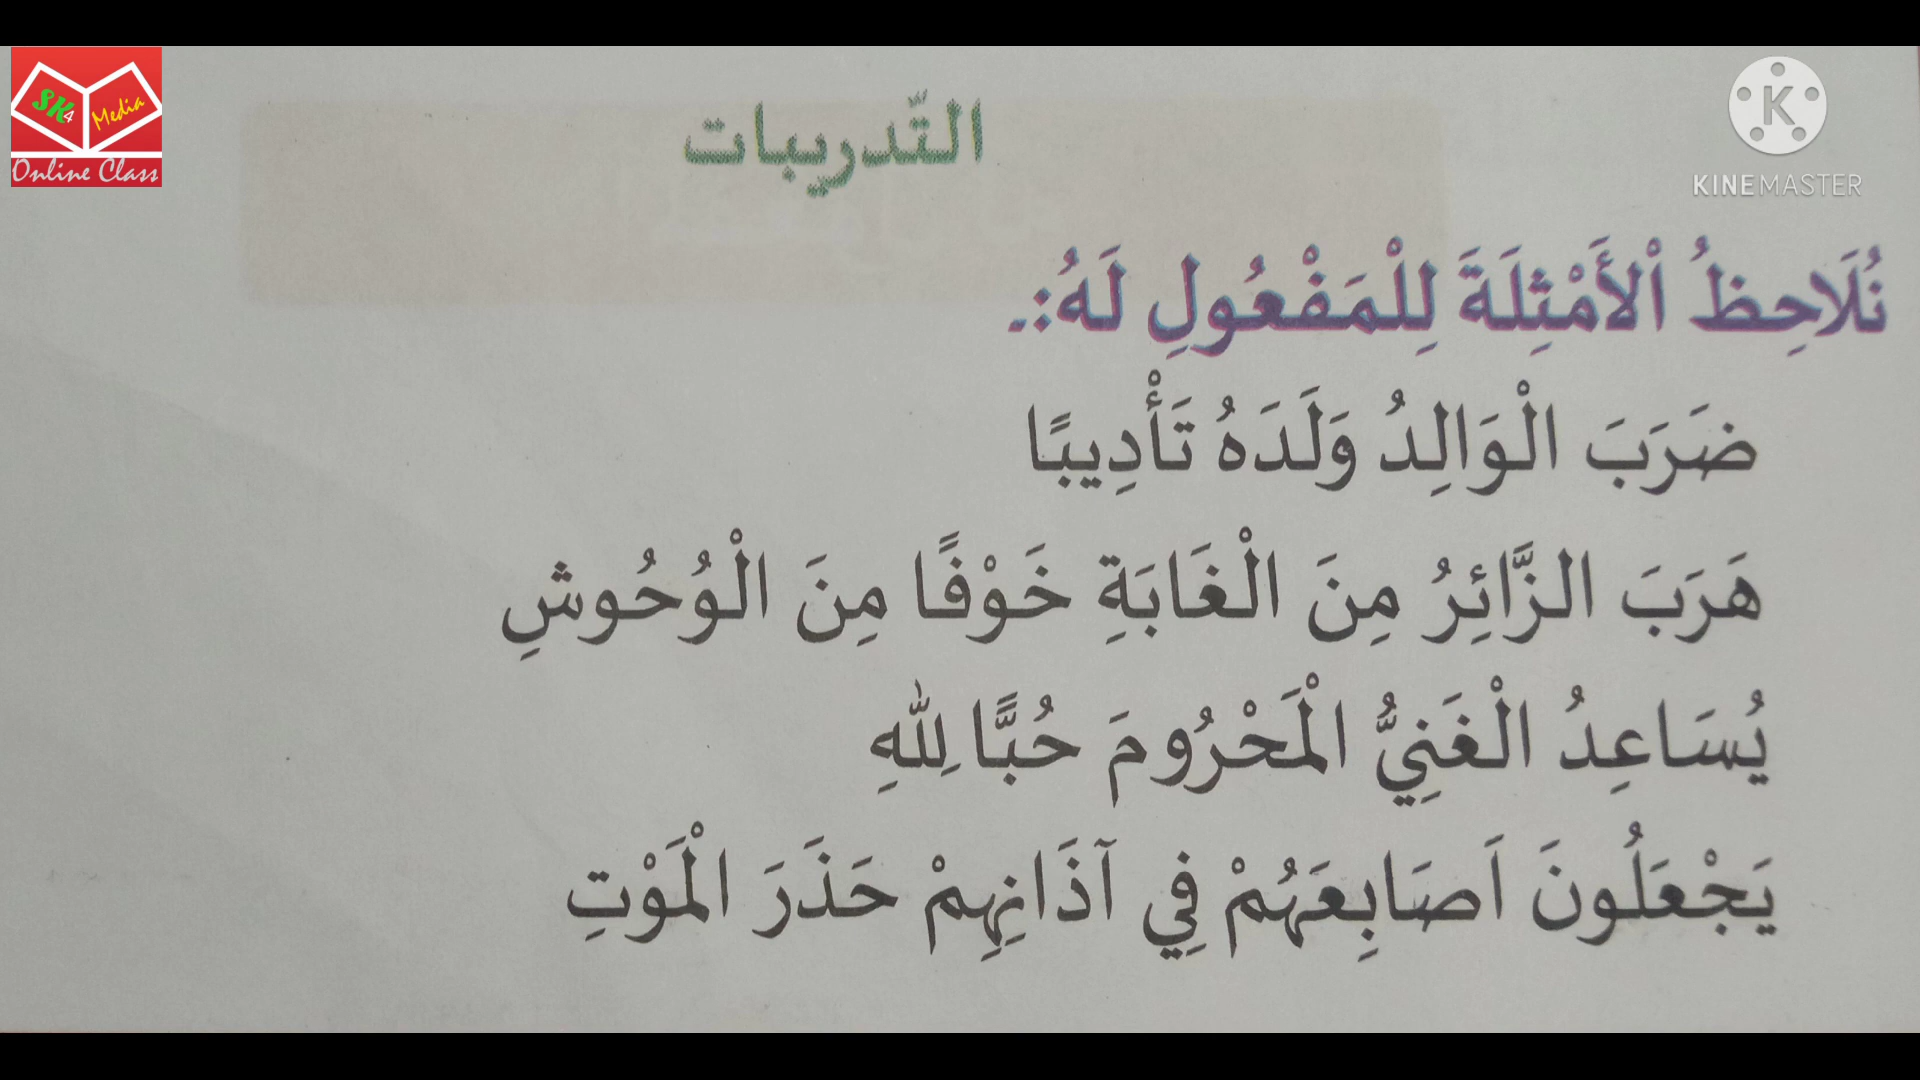 SK4 Media
Online Class
KINEMASTER
التّدريبات
نُلَاحِظُ اْلأَمْثِلَةَ لِلْمَفْعُولِ لَهُ:ـ
ضَرَبَ الْوَالِدُ وَلَدَهُ تَأْدِيبًا
هَرَبَ الزَّائِرُ مِنَ الْغَابَةِ خَوْفًا مِنَ الْوُحُوشِ
يُسَاعِدُ الْغَنِيُّ الْمَحْرُومَ حُبًّا لِلّٰهِ
يَجْعَلُونَ اَصَابِعَهُمْ فِي آذَانِهِمْ حَذَرَ الْمَوْتِ